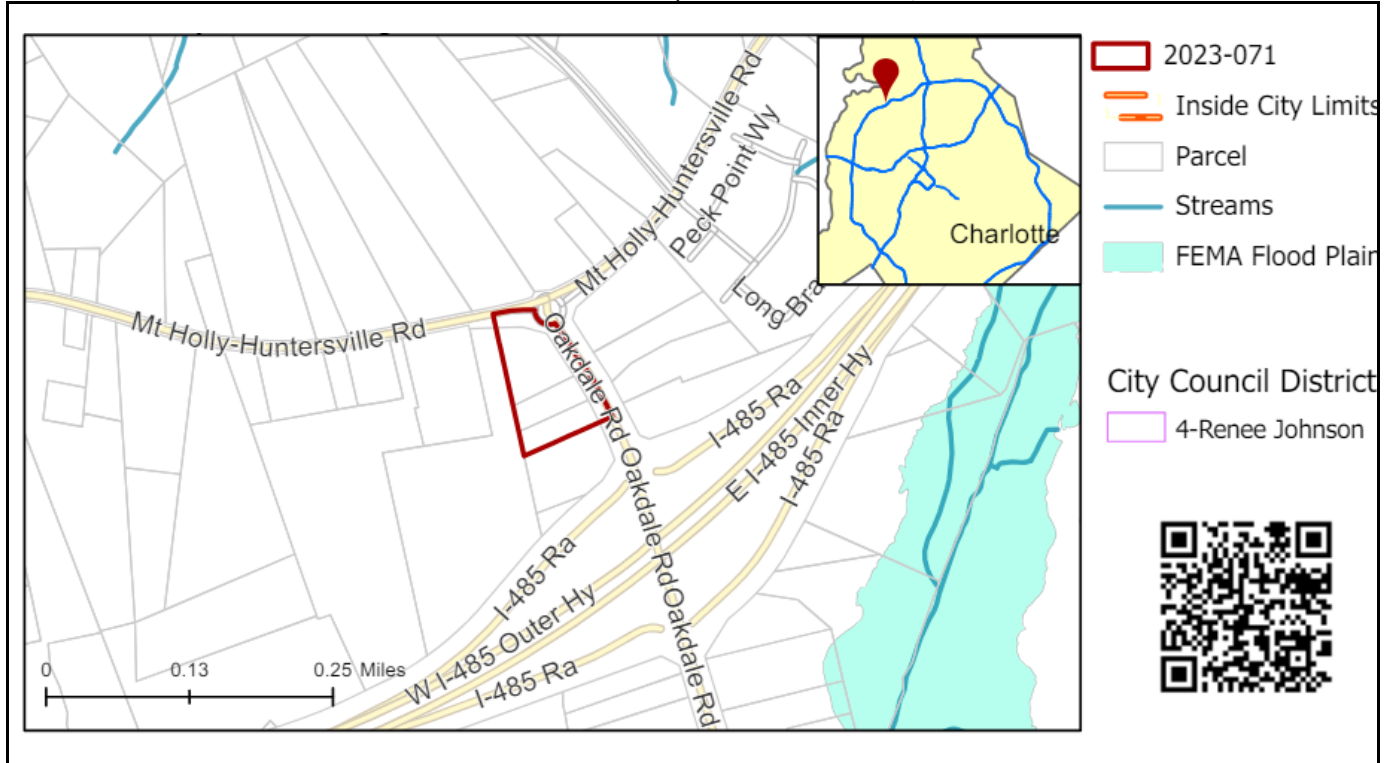 2023-071
Inside City Limits
Parcel
Streams
FEMA Flood Plain
City Council District
4-Renee Johnson
Charlotte
Mt Holly-Huntersville Rd
Peck Point Wy
Long Bra
Mt Holly-Huntersville Rd
Oakdale Rd
Oakdale Rd
Oakdale Rd
Oakdale Rd
I-485 Ra
E I-485 Inner Hy
I-485 Ra
I-485 Ra
W I-485 Outer Hy
I-485 Ra
0 0.13 0.25 Miles